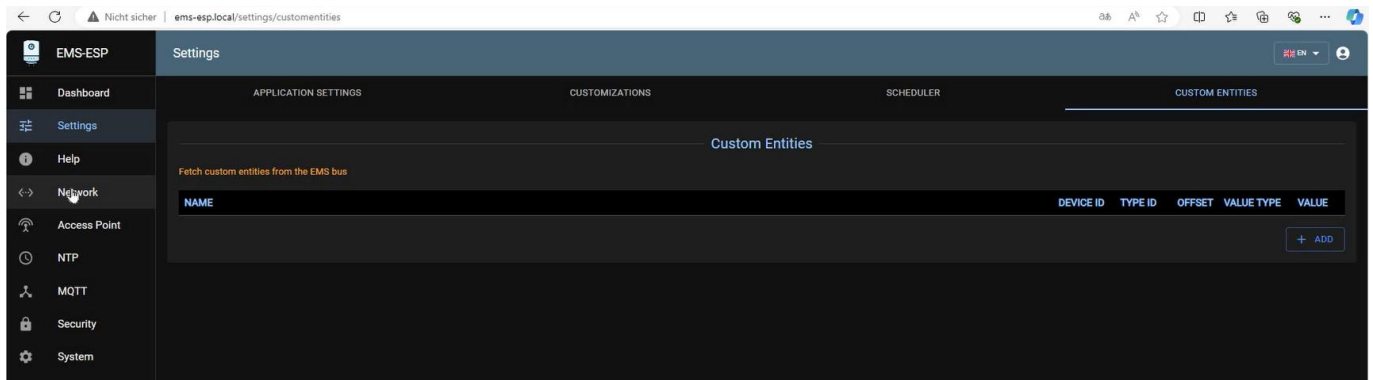 Nicht sicher | ems-esp.local/settings/customentities
EMS-ESP
Settings
EN
Dashboard
APPLICATION SETTINGS
CUSTOMIZATIONS
SCHEDULER
CUSTOM ENTITIES
Settings
Custom Entities
Help
Fetch custom entities from the EMS bus
Network
NAME
DEVICE ID
TYPE ID
OFFSET
VALUE TYPE
VALUE
Access Point
+ ADD
NTP
MQTT
Security
System